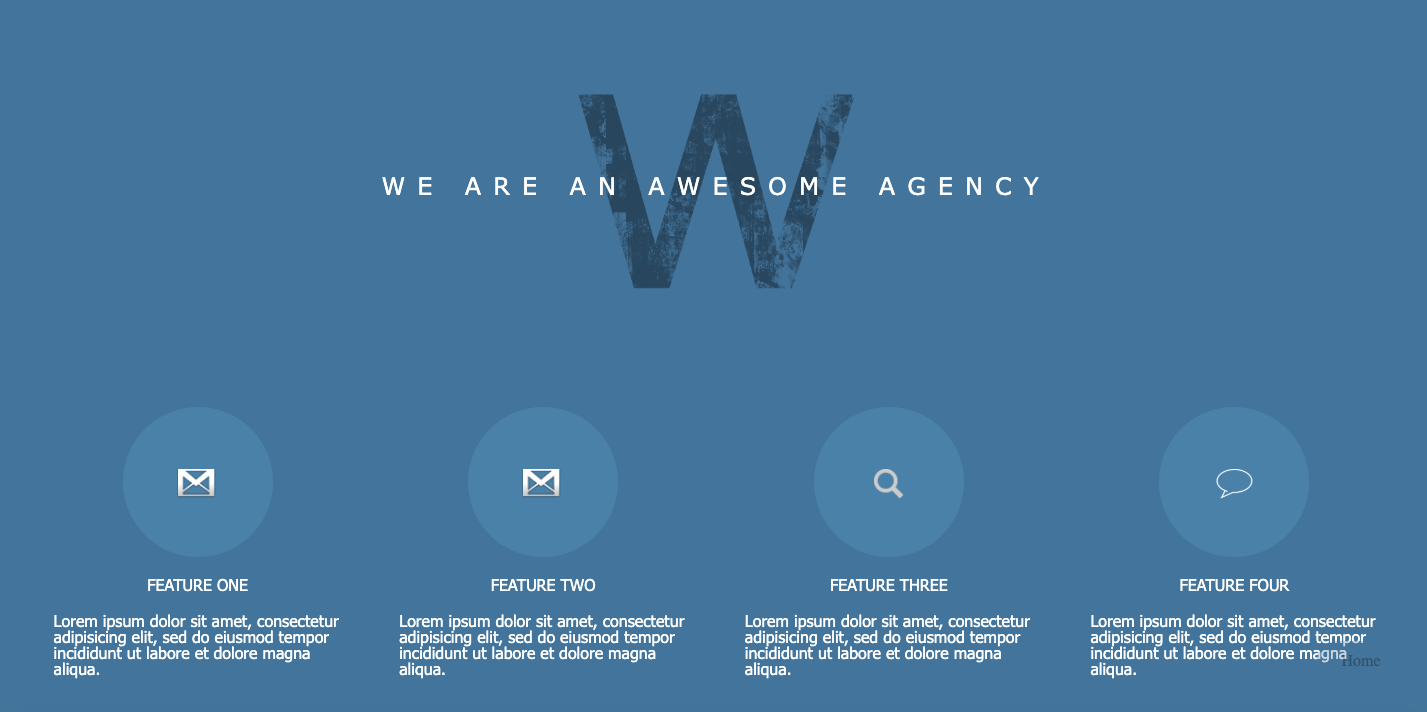 W
WE ARE AN AWESOME AGENCY
FEATURE ONE
Lorem ipsum dolor sit amet, consectetur
adipisicing elit, sed do eiusmod tempor
incididunt ut labore et dolore magna
aliqua.
FEATURE TWO
Lorem ipsum dolor sit amet, consectetur
adipisicing elit, sed do eiusmod tempor
incididunt ut labore et dolore magna
aliqua.
FEATURE THREE
Lorem ipsum dolor sit amet, consectetur
adipisicing elit, sed do eiusmod tempor
incididunt ut labore et dolore magna
aliqua.
FEATURE FOUR
Lorem ipsum dolor sit amet, consectetur
adipisicing elit, sed do eiusmod tempor
incididunt ut labore et dolore magna
aliqua.
Home